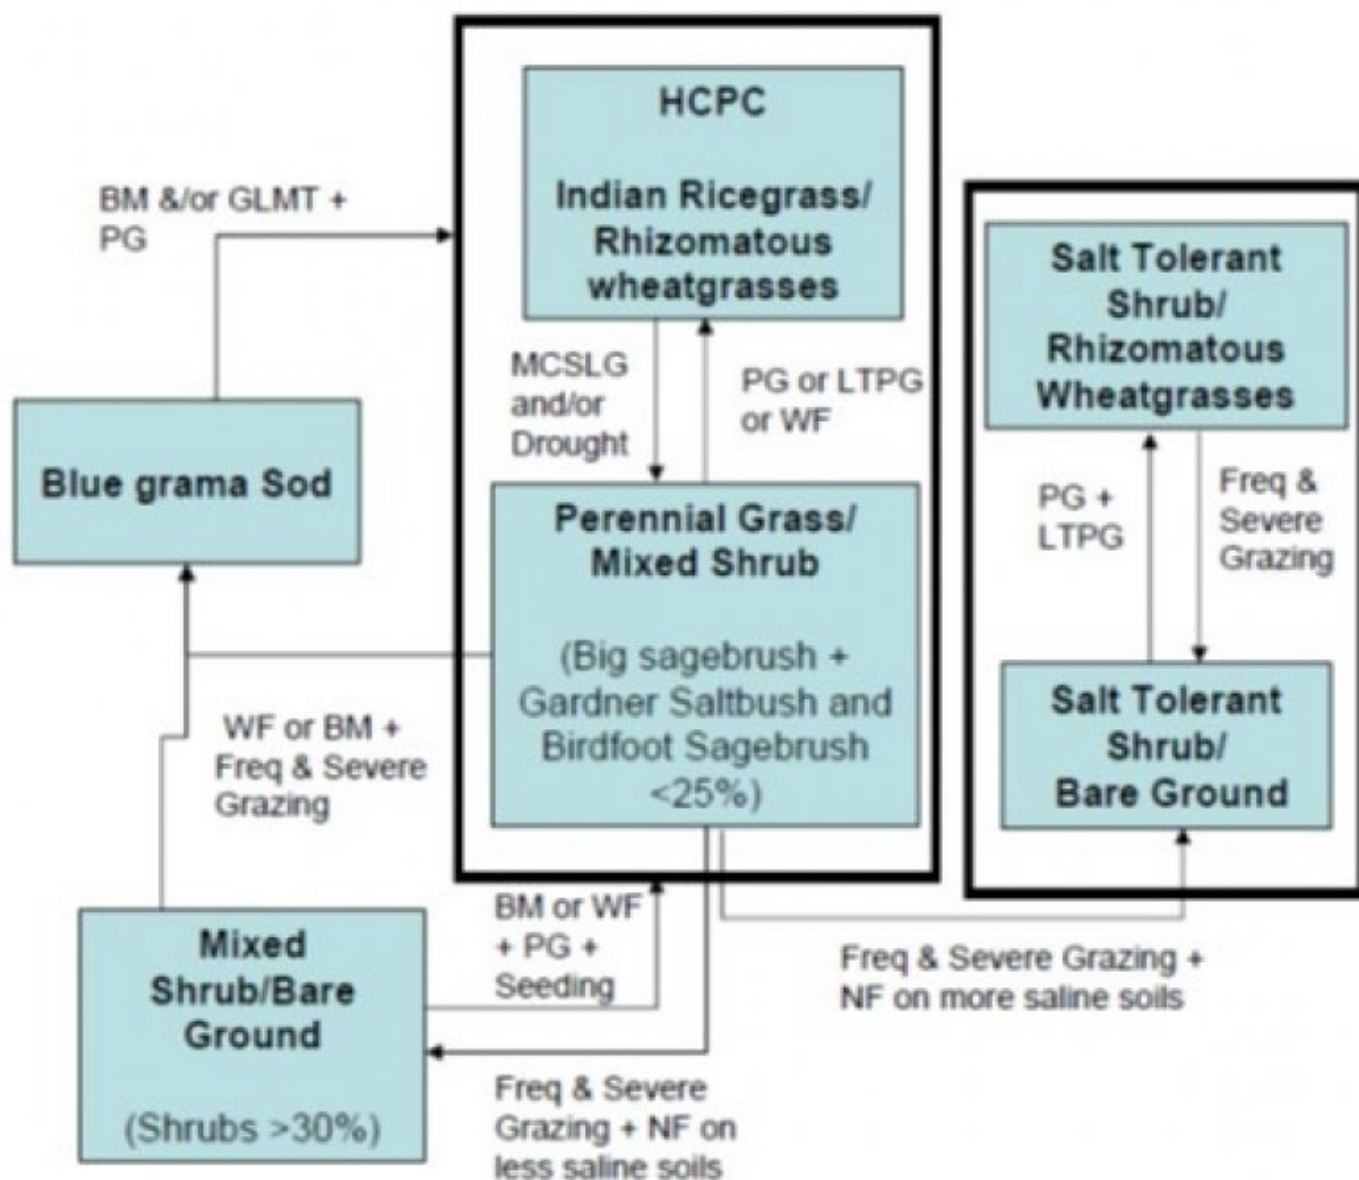 HCPC
Indian Ricegrass/
Rhizomatous
wheatgrasses
BM &/or GLMT +
PG
MCSLG
and/or
Drought
PG or LTPG
or WF
Salt Tolerant
Shrub/
Rhizomatous
Wheatgrasses
Blue grama Sod
Perennial Grass/
Mixed Shrub
(Big sagebrush +
Gardner Saltbush and
Birdfoot Sagebrush
<25%)
PG +
LTPG
Freq &
Severe
Grazing
WF or BM +
Freq & Severe
Grazing
Salt Tolerant
Shrub/
Bare Ground
Mixed
Shrub/Bare
Ground
(Shrubs >30%)
BM or WF
+ PG +
Seeding
Freq & Severe Grazing +
NF on more saline soils
Freq & Severe
Grazing + NF on
less saline soils